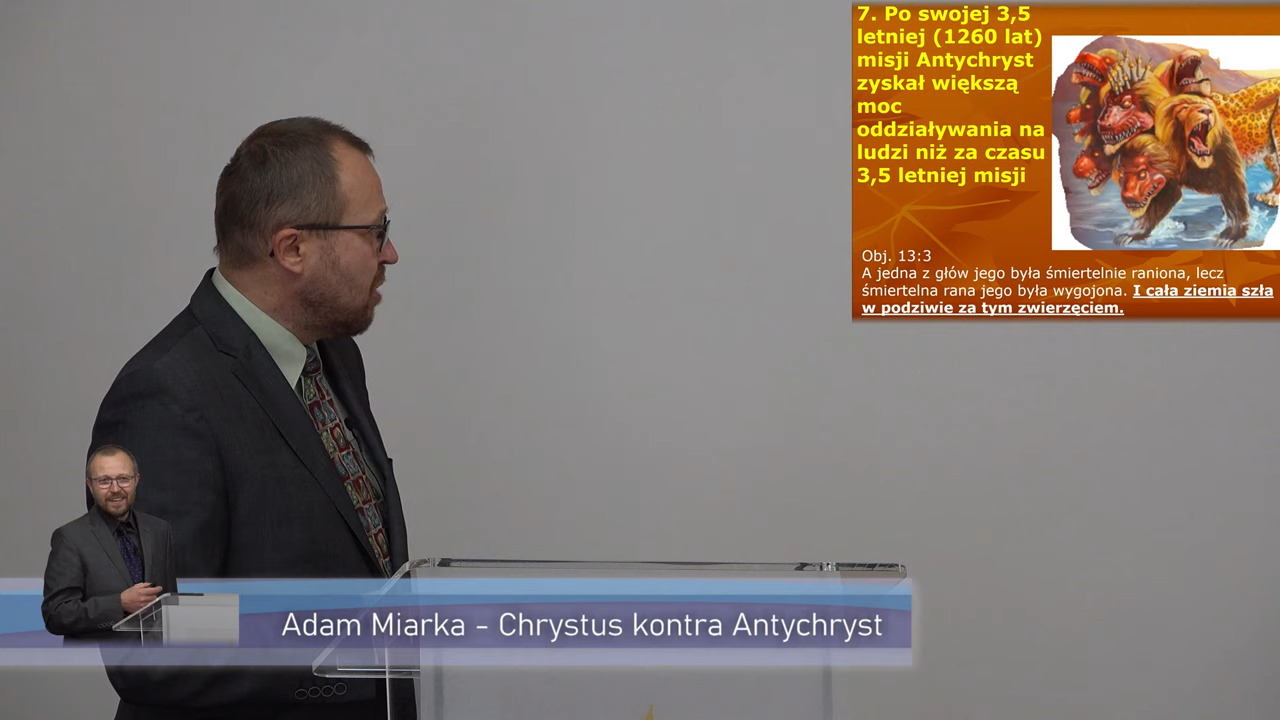 7. Po swojej 3,5
letniej (1260 lat)
misji Antychryst
zyskał większą
moc
oddziaływania na
ludzi niż za czasu
3,5 letniej misji
Obj. 13:3
A jedna z głów jego była śmiertelnie raniona, lecz
śmiertelna rana jego była wygojona. I cała ziemia szła
w podziwie za tym zwierzęciem.
Adam Miarka - Chrystus kontra Antychryst